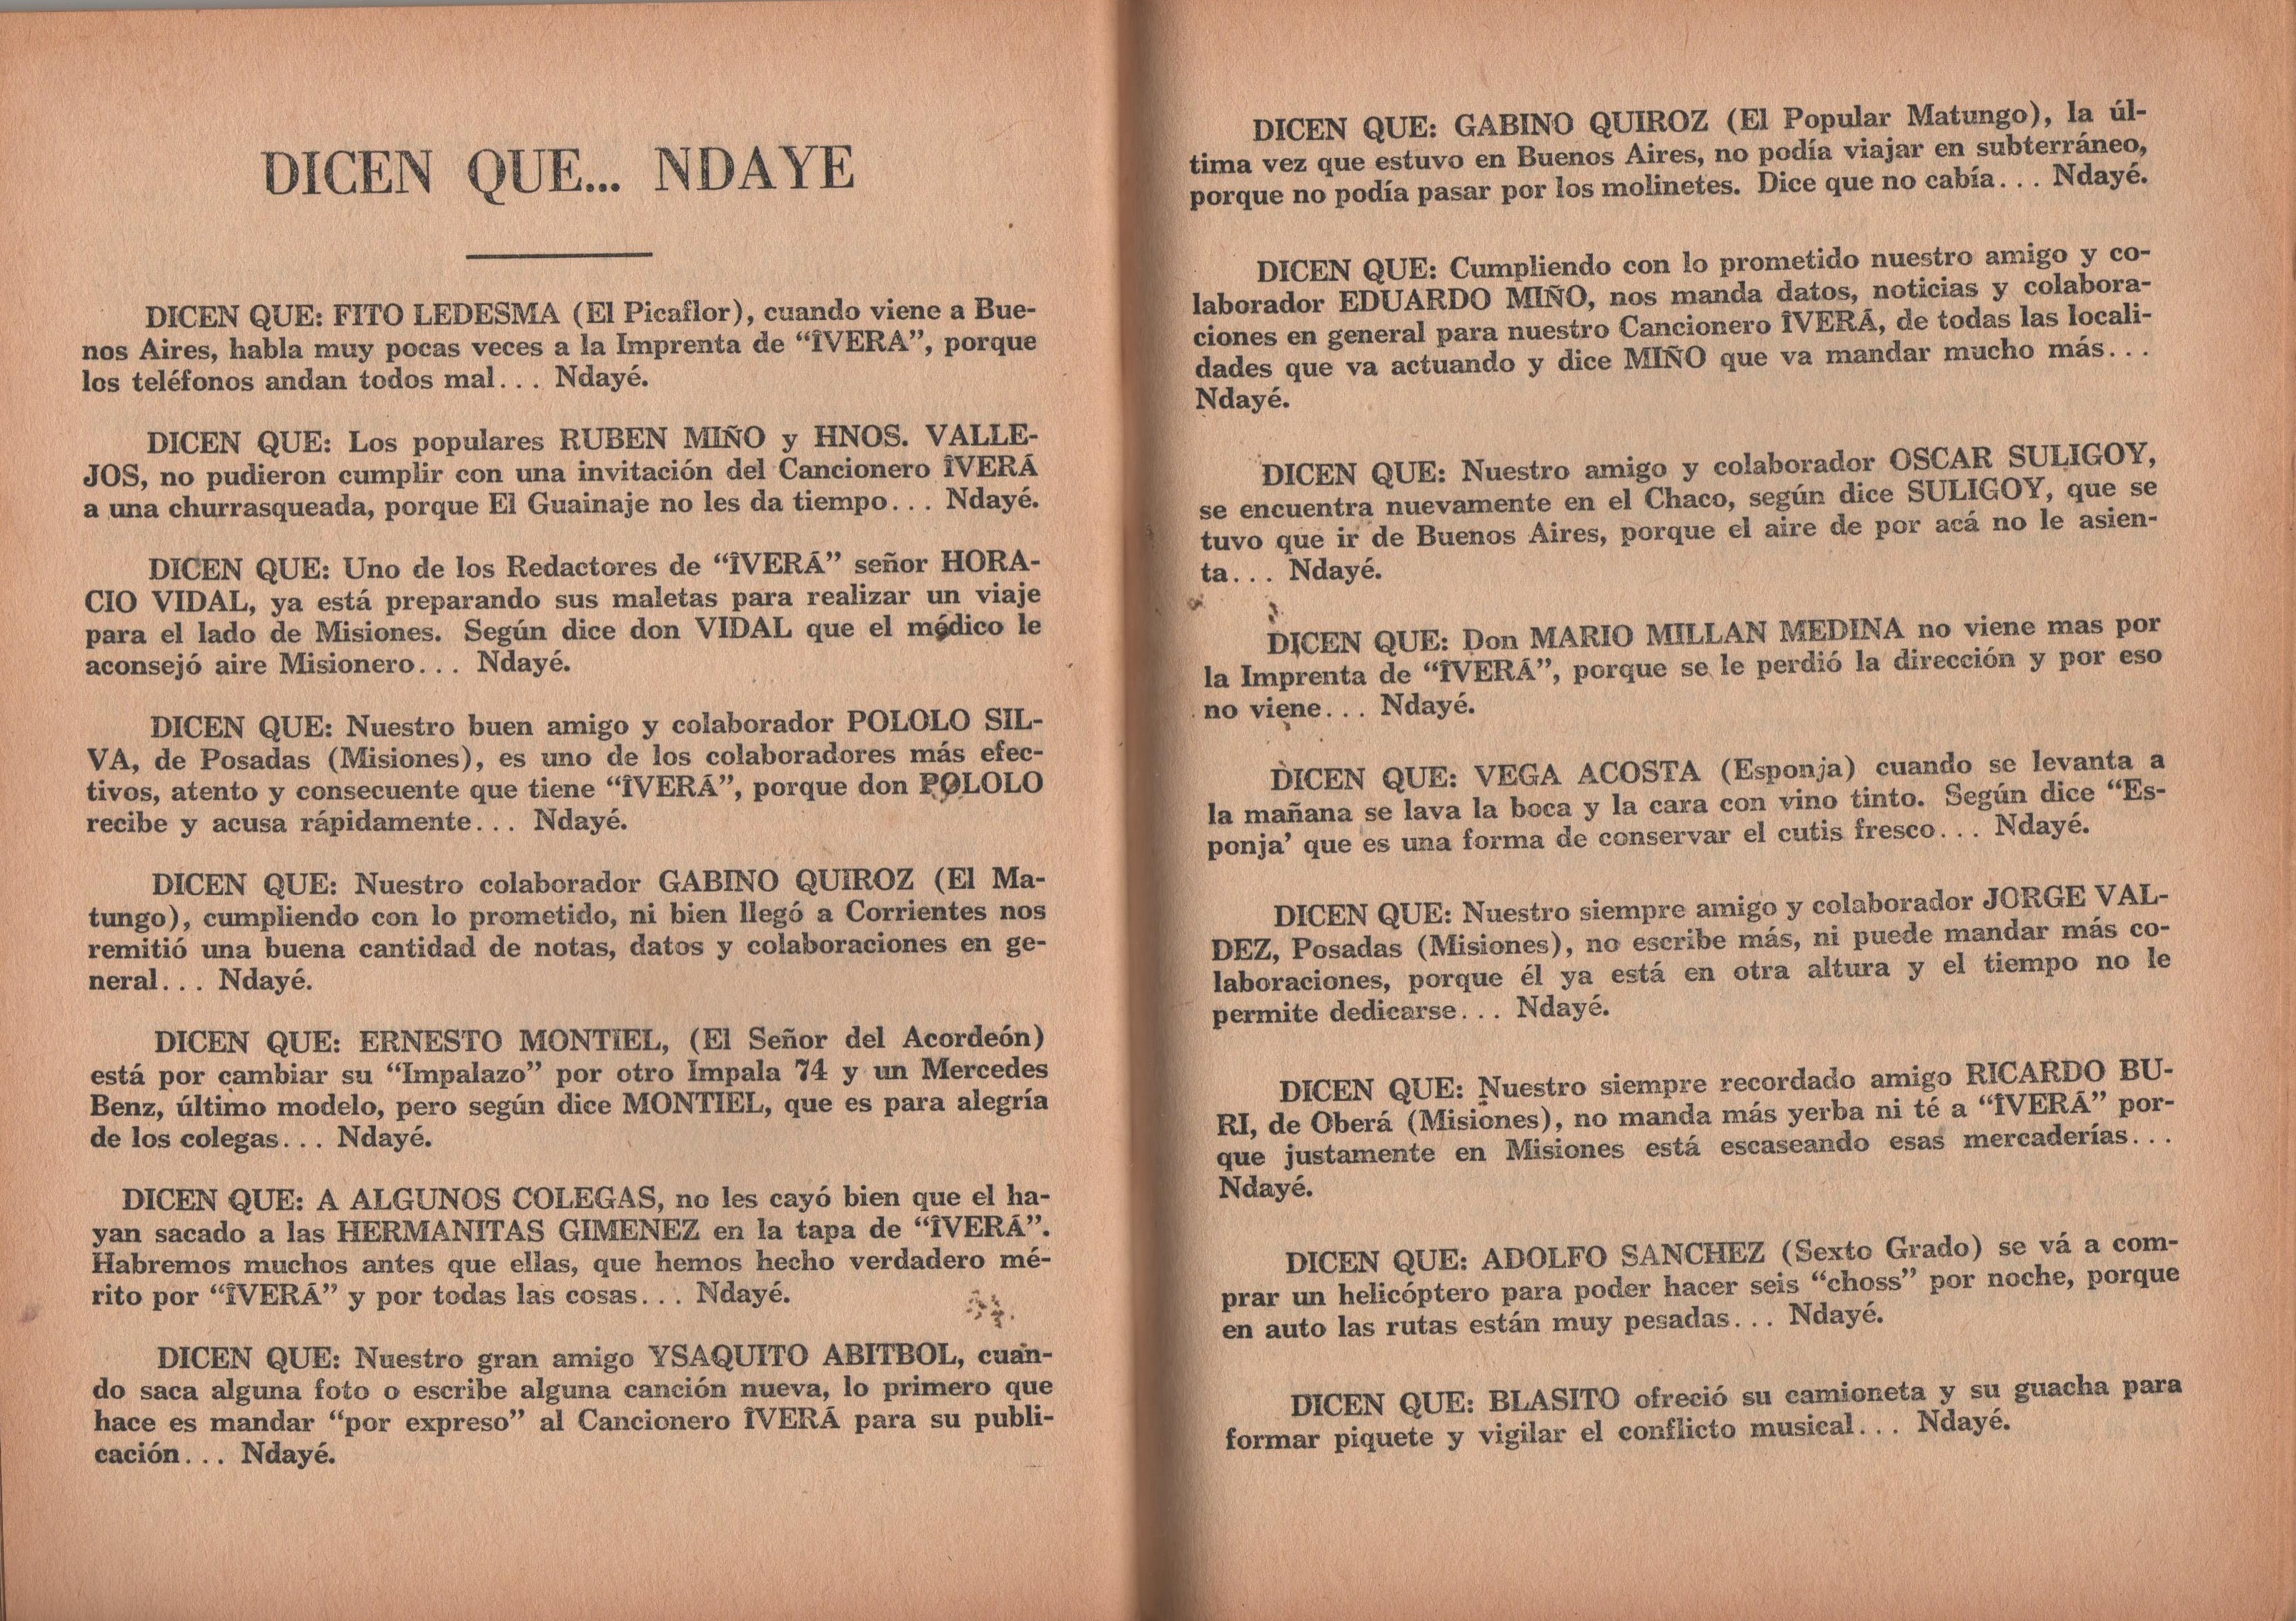 DICEN QUE... NDAYE
DICEN QUE: FITO LEDESMA (El Picaflor), cuando viene a Bue-
nos Aires, habla muy pocas veces a la Imprenta de “ÎVERA”, porque
los teléfonos andan todos mal... Ndayé.
DICEN QUE: Los populares RUBEN MIÑO y HNOS. VALLE-
JOS, no pudieron cumplir con una invitación del Cancionero ÎVERÁ
a una churrasqueada, porque El Guainaje no les da tiempo... Ndayé.
DICEN QUE: Uno de los Redactores de “ÎVERÁ” señor HORA-
CIO VIDAL, ya está preparando sus maletas para realizar un viaje
para el lado de Misiones. Según dice don VIDAL que el médico le
aconsejó aire Misionero... Ndayé.
DICEN QUE: Nuestro buen amigo y colaborador POLOLO SIL-
VA, de Posadas (Misiones), es uno de los colaboradores más efec-
tivos, atento y consecuente que tiene “ÎVERÁ”, porque don POLOLO
recibe y acusa rápidamente... Ndayé.
DICEN QUE: Nuestro colaborador GABINO QUIROZ (El Ma-
tungo), cumpliendo con lo prometido, ni bien llegó a Corrientes nos
remitió una buena cantidad de notas, datos y colaboraciones en ge-
neral... Ndayé.
DICEN QUE: ERNESTO MONTIEL, (El Señor del Acordeón)
está por cambiar su “Impalazo” por otro Impala 74 y un Mercedes
Benz, último modelo, pero según dice MONTIEL, que es para alegría
de los colegas... Ndayé.
DICEN QUE: A ALGUNOS COLEGAS, no les cayó bien que el ha-
yan sacado a las HERMANITAS GIMENEZ en la tapa de “ÎVERÁ”.
Habremos muchos antes que ellas, que hemos hecho verdadero mé-
rito por “ÎVERÁ” y por todas las cosas... Ndayé.
DICEN QUE: Nuestro gran amigo YSAQUITO ABITBOL, cuan-
do saca alguna foto o escribe alguna canción nueva, lo primero que
hace es mandar “por expreso” al Cancionero ÎVERÁ para su publi-
cación... Ndayé.
DICEN QUE: GABINO QUIROZ (El Popular Matungo), la úl-
tima vez que estuvo en Buenos Aires, no podía viajar en subterráneo,
porque no podía pasar por los molinetes. Dice que no cabía... Ndayé.
DICEN QUE: Cumpliendo con lo prometido nuestro amigo y co-
laborador EDUARDO MIÑO, nos manda datos, noticias y colabora-
ciones en general para nuestro Cancionero ÎVERÁ, de todas las locali-
dades que va actuando y dice MIÑO que va mandar mucho más...
Ndayé.
DICEN QUE: Nuestro amigo y colaborador OSCAR SULIGOY,
se encuentra nuevamente en el Chaco, según dice SULIGOY, que se
tuvo que ir de Buenos Aires, porque el aire de por acá no le asien-
ta... Ndayé.
DICEN QUE: Don MARIO MILLAN MEDINA no viene mas por
la Imprenta de “ÎVERÁ”, porque se le perdió la dirección y por eso
no viene... Ndayé.
DICEN QUE: VEGA ACOSTA (Esponja) cuando se levanta a
la mañana se lava la boca y la cara con vino tinto. Según dice “Es-
ponja’ que es una forma de conservar el cutis fresco... Ndayé.
DICEN QUE: Nuestro siempre amigo y colaborador JORGE VAL-
DEZ, Posadas (Misiones), no escribe más, ni puede mandar más co-
laboraciones, porque él ya está en otra altura y el tiempo no le
permite dedicarse... Ndayé.
DICEN QUE: Nuestro siempre recordado amigo RICARDO BU-
RI, de Oberá (Misiones), no manda más yerba ni té a “ÎVERÁ” por-
que justamente en Misiones está escaseando esas mercaderías...
Ndayé.
DICEN QUE: ADOLFO SANCHEZ (Sexto Grado) se vá a com-
prar un helicóptero para poder hacer seis “choss” por noche, porque
en auto las rutas están muy pesadas... Ndayé.
DICEN QUE: BLASITO ofreció su camioneta y su guacha para
formar piquete y vigilar el conflicto musical... Ndayé.